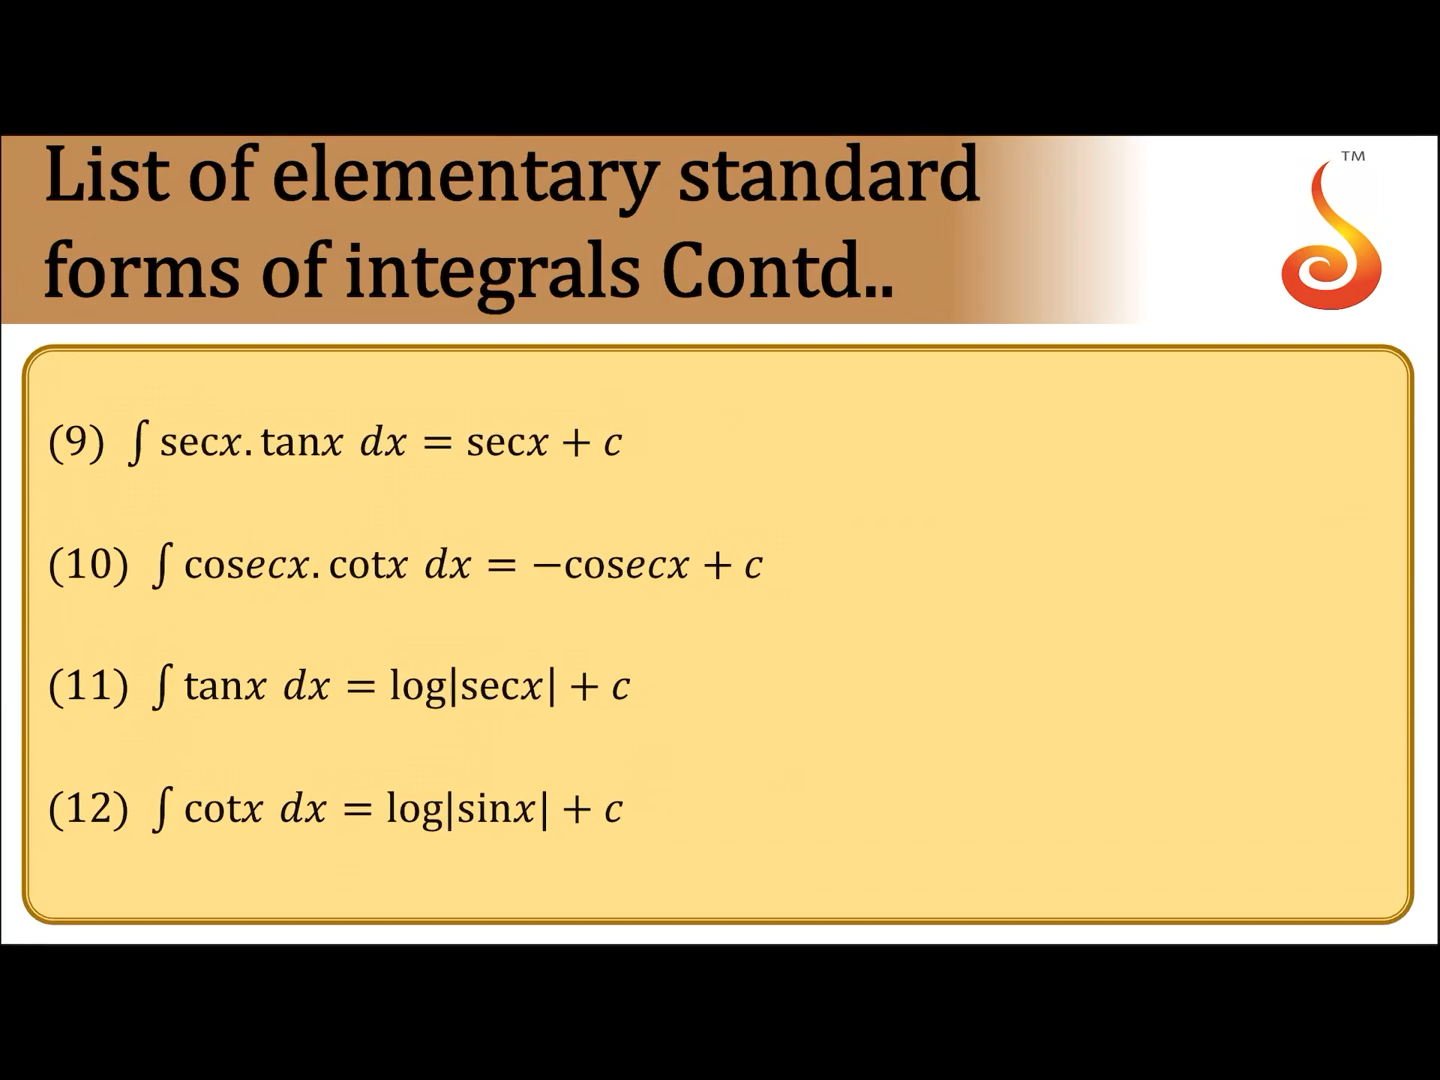 List of elementary standard
forms of integrals Contd..
TM
(9) ∫ secx. tanx dx = secx + c
(10) ∫ cosecx. cotx dx = −cosecx + c
(11) ∫ tanx dx = log|secx| + c
(12) ∫ cotx dx = log|sinx| + c